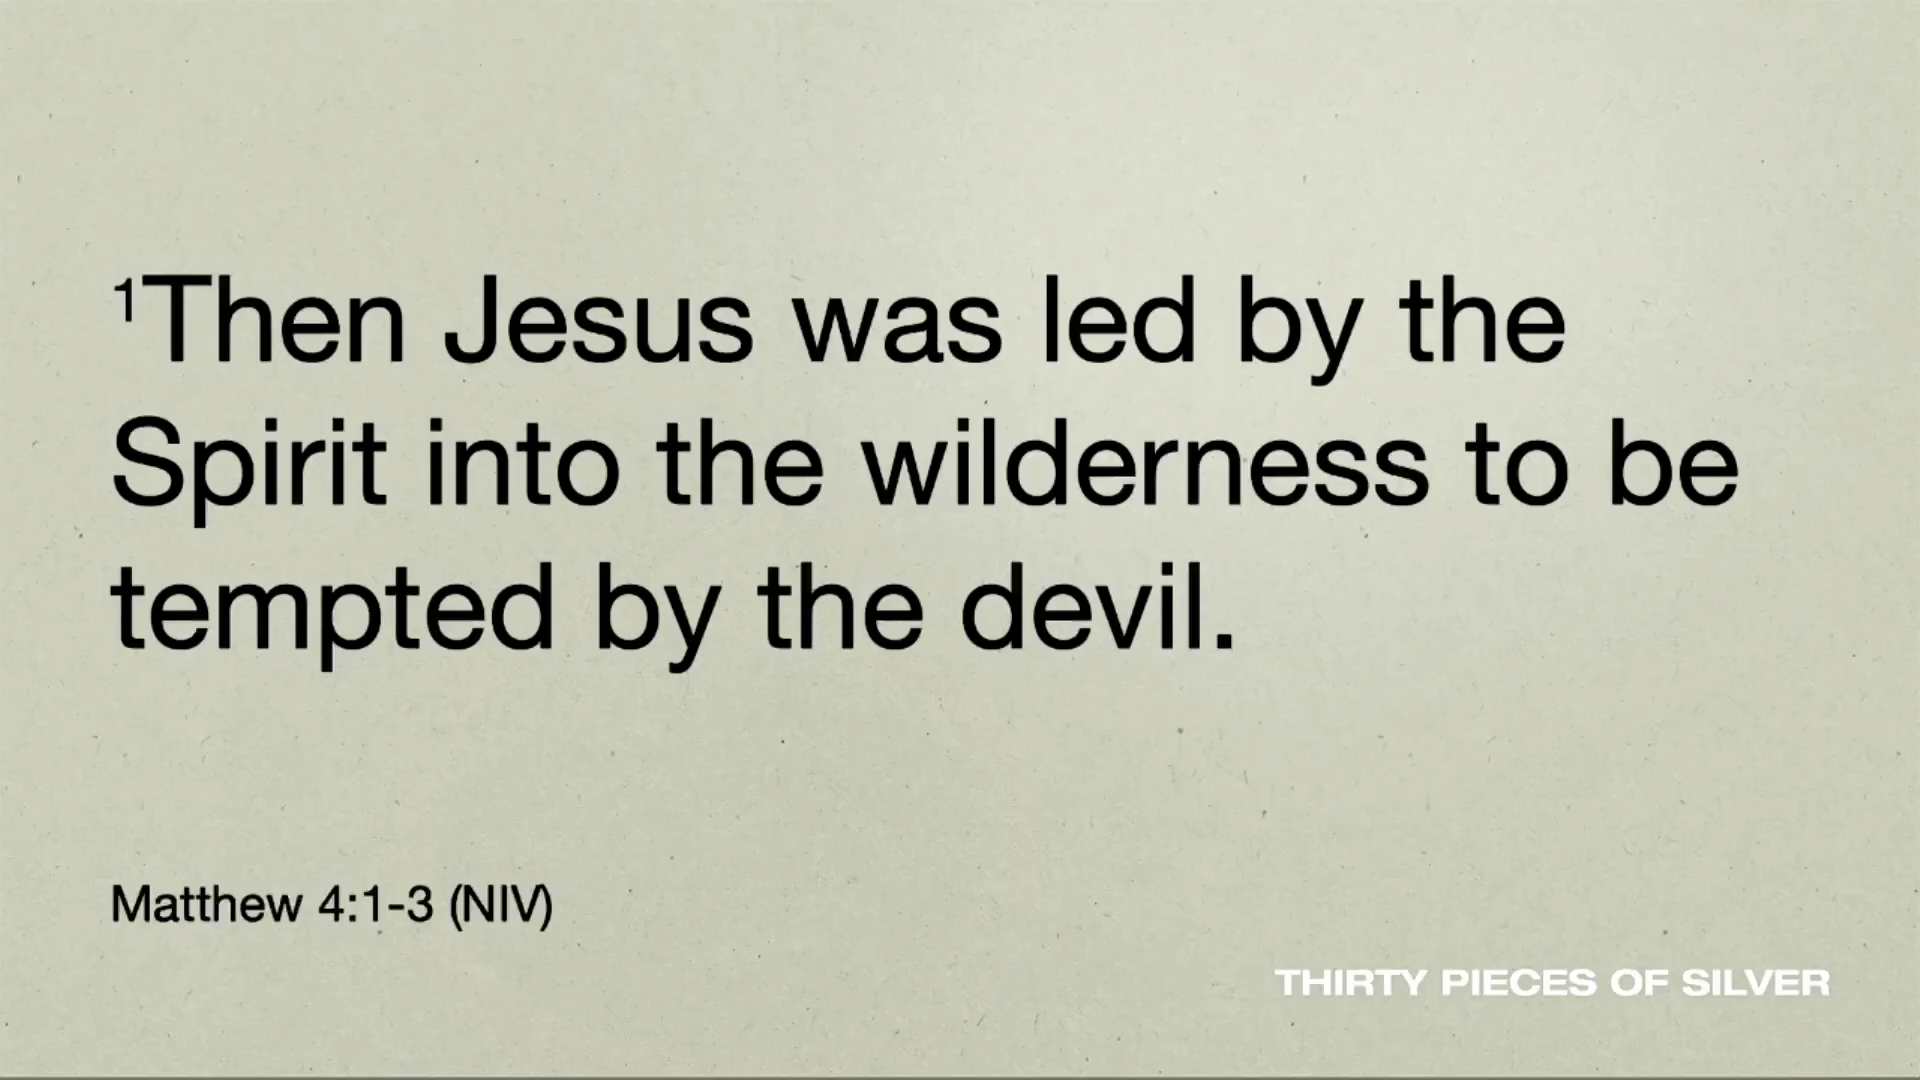 ¹Then Jesus was led by the
Spirit into the wilderness to be
tempted by the devil.
Matthew 4:1-3 (NIV)
THIRTY PIECES OF SILVER